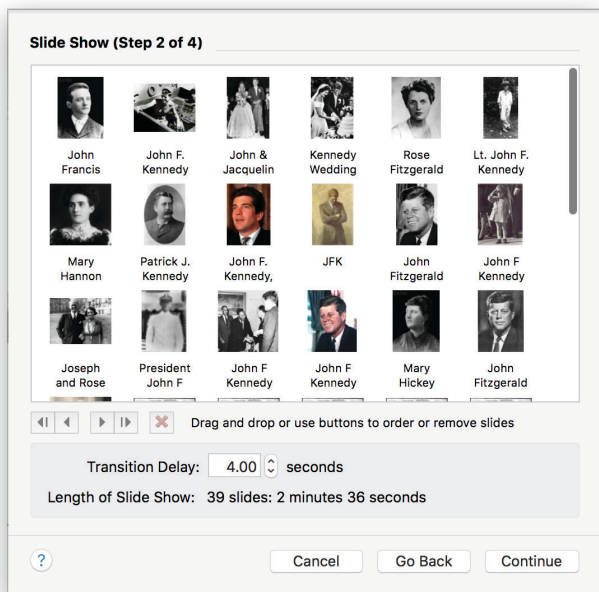 Slide Show (Step 2 of 4)
John John F. John & Kennedy Rose Lt. John F.
Francis Kennedy Jacquelin Wedding Fitzgerald Kennedy
Mary Patrick J. John F. JFK John John F
Hannon Kennedy Kennedy, Fitzgerald Kennedy
Joseph President John F John F Mary John
and Rose John F Kennedy Kennedy Hickey Fitzgerald
Drag and drop or use buttons to order or remove slides
Transition Delay: 4.00 seconds
Length of Slide Show: 39 slides: 2 minutes 36 seconds
? Cancel Go Back Continue